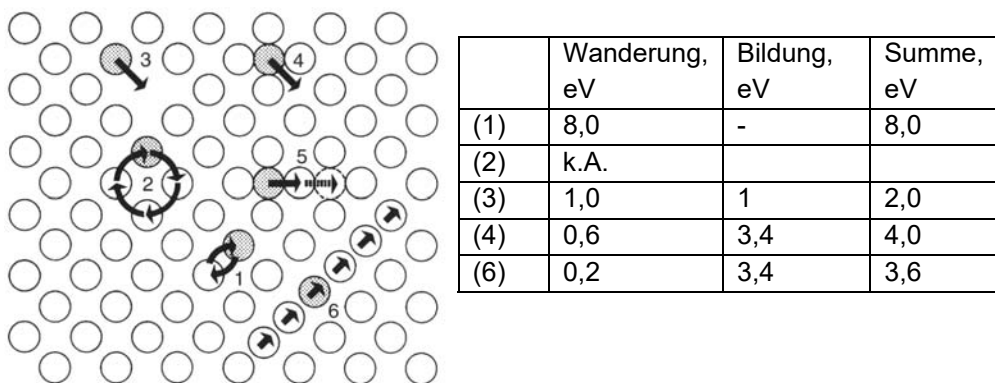 3
4
2
5
1
6
Wanderung, eV Bildung, eV Summe, eV
(1) 8,0 - 8,0
(2) k.A.
(3) 1,0 1 2,0
(4) 0,6 3,4 4,0
(6) 0,2 3,4 3,6